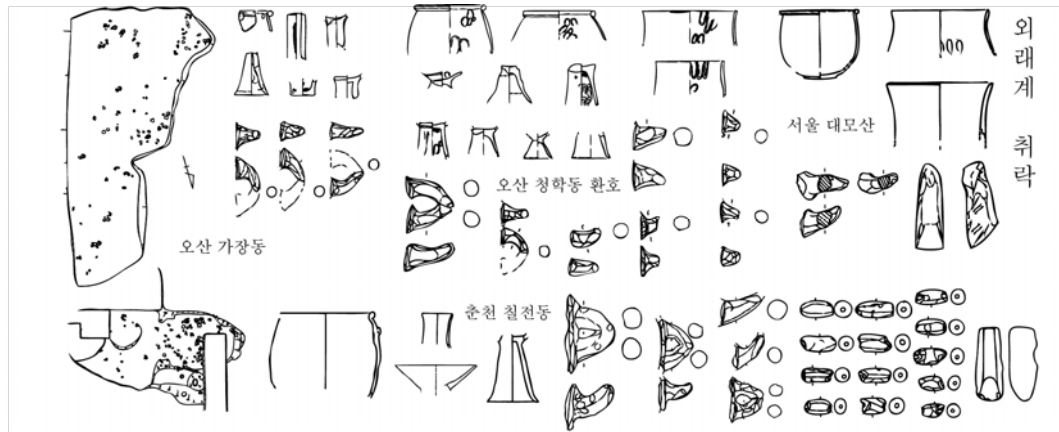 외래계 취락
서울 대모산
오산 청학동 환호
오산 가장동
춘천 칠전동